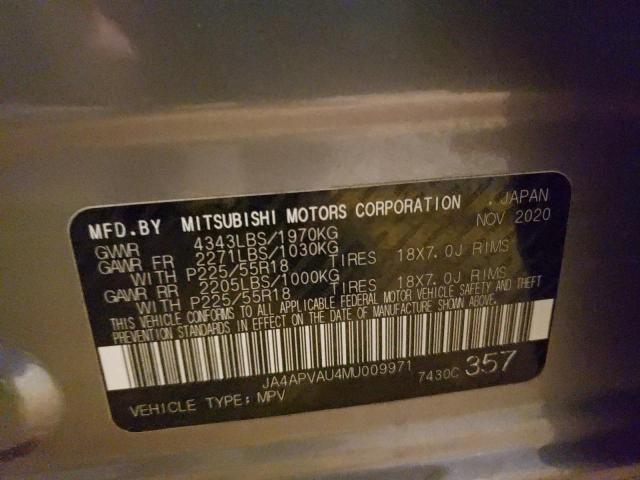 MFD.BY MITSUBISHI MOTORS CORPORATION , JAPAN
GVWR 4343LBS/1970KG NOV 2020
GAWR FR 2271LBS/1030KG
WITH P225/55R18 TIRES 18X7.0J RIMS
GAWR RR 2205LBS/1000KG
WITH P225/55R18 TIRES 18X7.0J RIMS
THIS VEHICLE CONFORMS TO ALL APPLICABLE FEDERAL MOTOR VEHICLE SAFETY AND THEFT
PREVENTION STANDARDS IN EFFECT ON THE DATE OF MANUFACTURE SHOWN ABOVE.
JA4APVAU4MU009971
VEHICLE TYPE: MPV 7430C 357